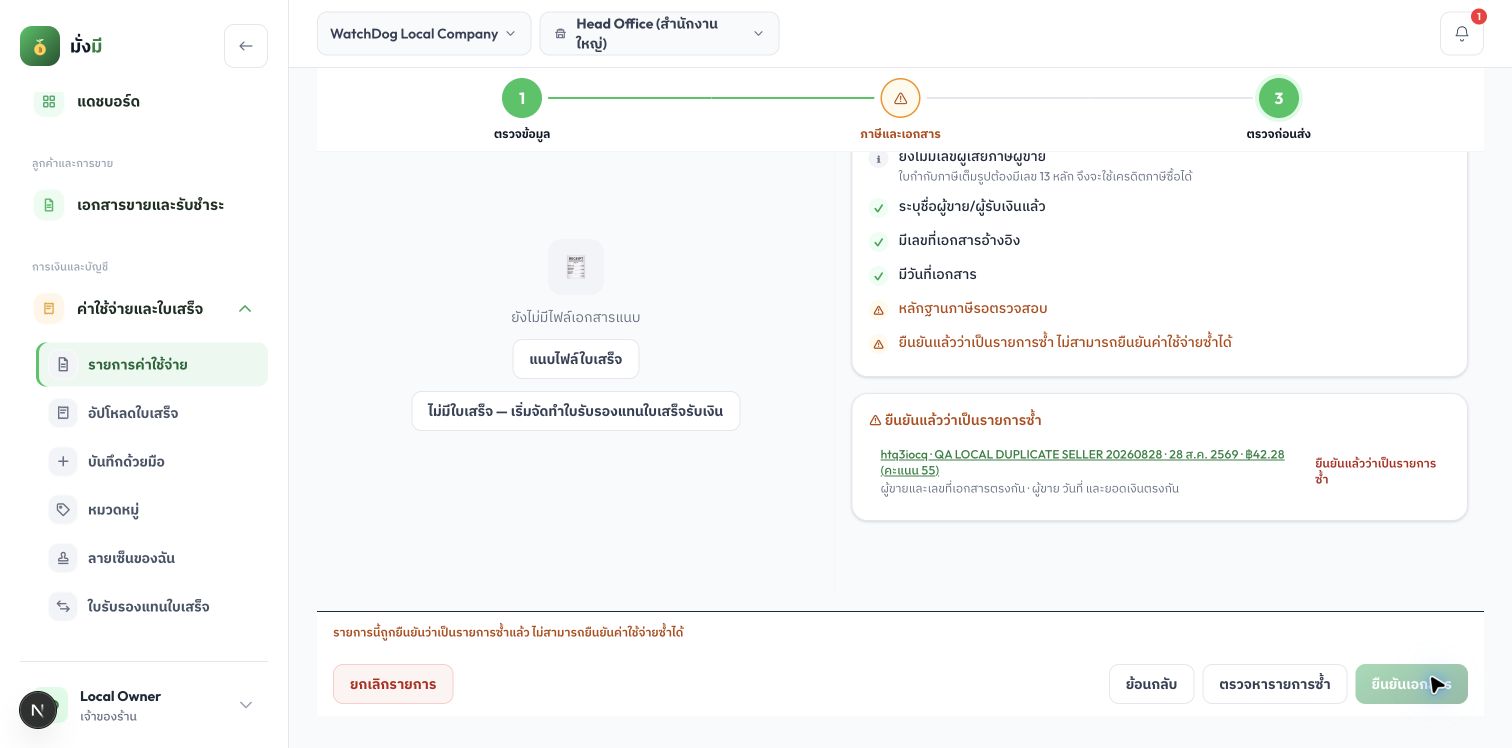 มั่งมี
แดชบอร์ด
ลูกค้าและการขาย
เอกสารขายและรับชำระ
การเงินและบัญชี
ค่าใช้จ่ายและใบเสร็จ
รายการค่าใช้จ่าย
อัปโหลดใบเสร็จ
บันทึกด้วยมือ
หมวดหมู่
ลายเซ็นของฉัน
ใบรับรองแทนใบเสร็จ
N
Local Owner
เจ้าของร้าน
WatchDog Local Company
Head Office (สำนักงาน
ใหญ่)
1
1
3
ตรวจข้อมูล
ภาษีและเอกสาร
ตรวจก่อนส่ง
RECEIPT
ยังไม่มีไฟล์เอกสารแนบ
แนบไฟล์ใบเสร็จ
ไม่มีใบเสร็จ — เริ่มจัดทำใบรับรองแทนใบเสร็จรับเงิน
ยังไม่มีเลขผู้เสียภาษีผู้ขาย
ใบกำกับภาษีเต็มรูปต้องมีเลข 13 หลัก จึงจะใช้เครดิตภาษีซื้อได้
ระบุชื่อผู้ขาย/ผู้รับเงินแล้ว
มีเลขที่เอกสารอ้างอิง
มีวันที่เอกสาร
หลักฐานภาษีรอตรวจสอบ
ยืนยันแล้วว่าเป็นรายการซ้ำ ไม่สามารถยืนยันค่าใช้จ่ายซ้ำได้
ยืนยันแล้วว่าเป็นรายการซ้ำ
htq3iocq · QA LOCAL DUPLICATE SELLER 20260828 · 28 ส.ค. 2569 · ฿42.28
(คะแนน 55)
ผู้ขายและเลขที่เอกสารตรงกัน · ผู้ขาย วันที่ และยอดเงินตรงกัน
ยืนยันแล้วว่าเป็นรายการ
ซ้ำ
รายการนี้ถูกยืนยันว่าเป็นรายการซ้ำแล้ว ไม่สามารถยืนยันค่าใช้จ่ายซ้ำได้
ยกเลิกรายการ
ย้อนกลับ
ตรวจหารายการซ้ำ